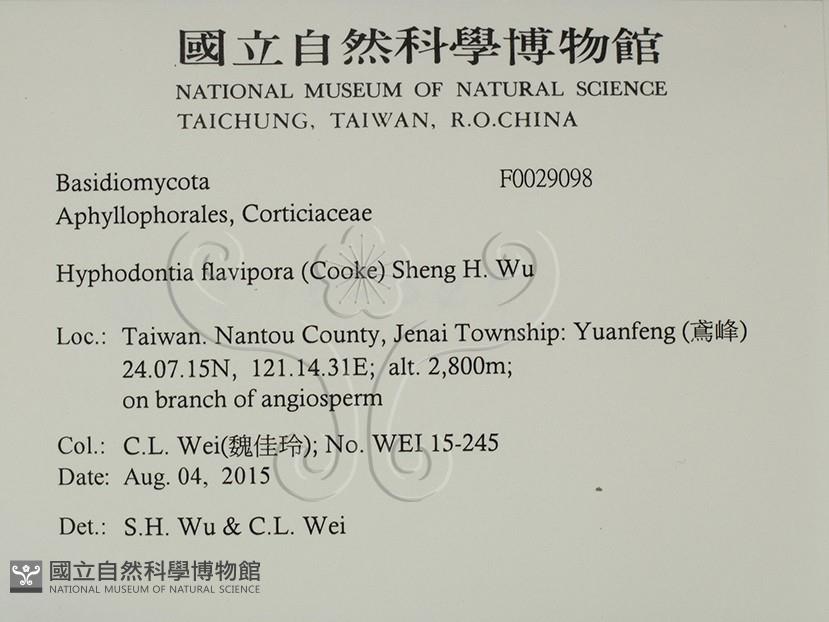 國立自然科學博物館
NATIONAL MUSEUM OF NATURAL SCIENCE
TAICHUNG, TAIWAN, R.O.CHINA
Basidiomycota F0029098
Aphyllophorales, Corticiaceae
Hyphodontia flavipora (Cooke) Sheng H. Wu
Loc.: Taiwan. Nantou County, Jenai Township: Yuanfeng (鳶峰)
24.07.15N, 121.14.31E; alt. 2,800m;
on branch of angiosperm
Col.: C.L. Wei(魏佳玲); No. WEI 15-245
Date: Aug. 04, 2015
Det.: S.H. Wu & C.L. Wei
國立自然科學博物館
NATIONAL MUSEUM OF NATURAL SCIENCE